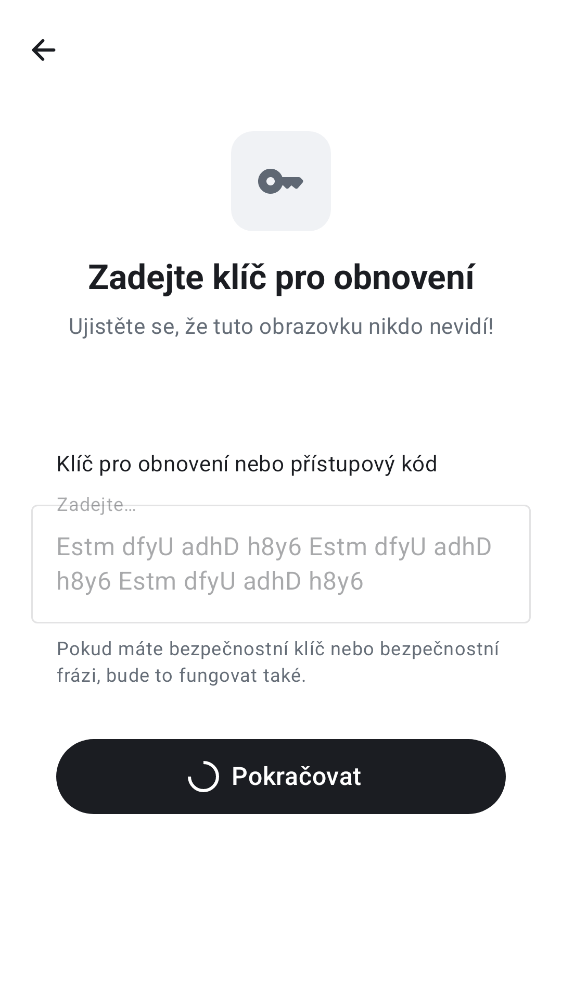 Zadejte klíč pro obnovení
Ujistěte se, že tuto obrazovku nikdo nevidí!
Klíč pro obnovení nebo přístupový kód
Zadejte…
Estm dfyU adhD h8y6 Estm dfyU adhD
h8y6 Estm dfyU adhD h8y6
Pokud máte bezpečnostní klíč nebo bezpečnostní
frázi, bude to fungovat také.
Pokračovat